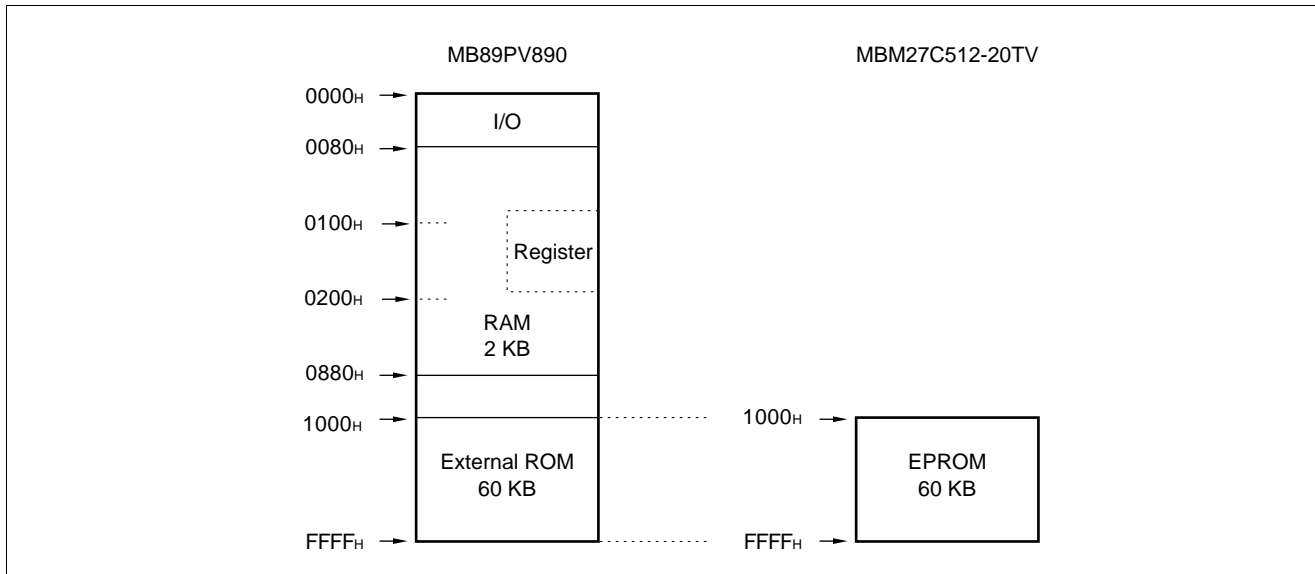 MB89PV890
MBM27C512-20TV
0000H
I/O
0080H
0100H
Register
0200H
RAM
2 KB
0880H
1000H
1000H
External ROM
60 KB
EPROM
60 KB
FFFFH
FFFFH